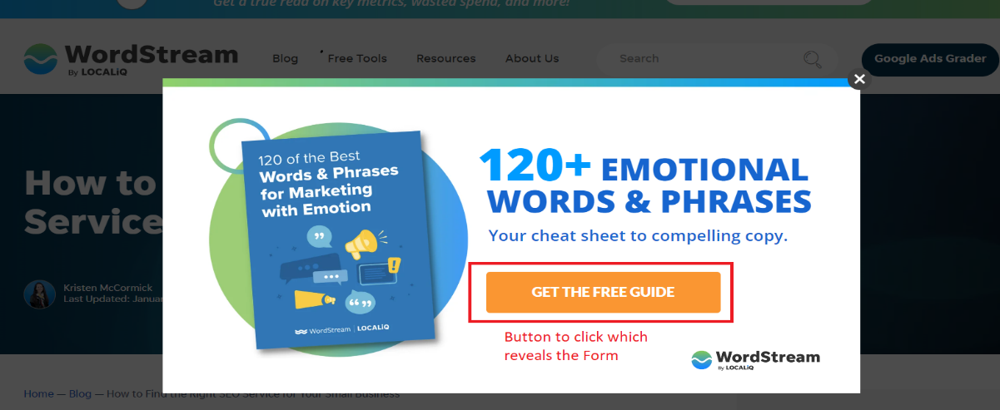 Get a true read on key metrics, wasted spend, and more!
WordStream
By LOCALiQ
Blog
Free Tools
Resources
About Us
Search
Google Ads Grader
How to
Service
Kristen McCormick
Last Updated: Januar
120 of the Best
Words & Phrases
for Marketing
with Emotion
WordStream | LOCALiQ
120+ EMOTIONAL
WORDS & PHRASES
Your cheat sheet to compelling copy.
GET THE FREE GUIDE
Button to click which
reveals the Form
WordStream
By LOCALiQ
Home — Blog — How to Find the Right SEO Service for Your Small Business